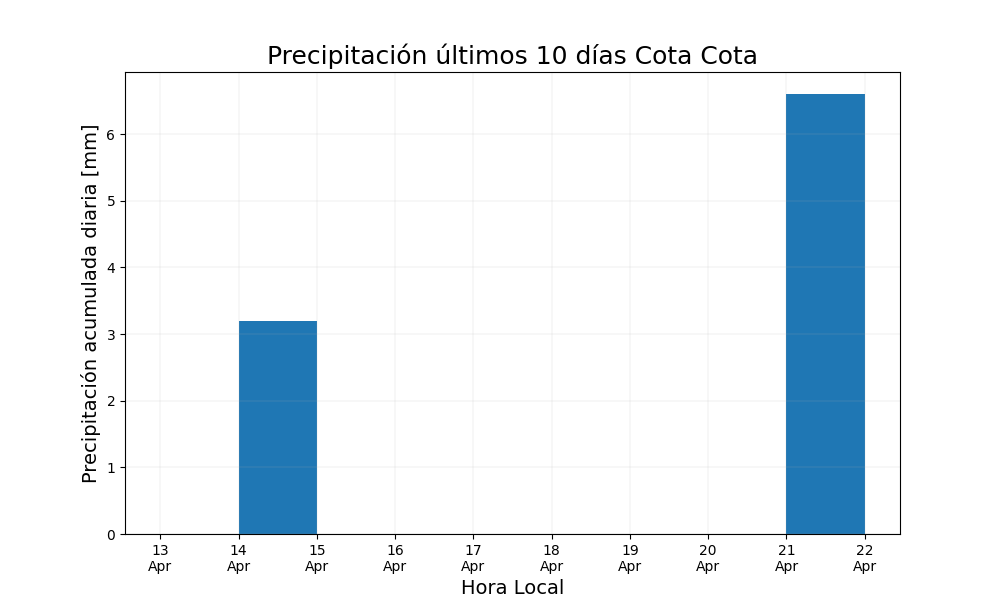 Precipitación últimos 10 días Cota Cota
Precipitación acumulada diaria [mm]
6
5
4
3
2
1
0
13 14 15 16 17 18 19 20 21 22
Apr Apr Apr Apr Apr Apr Apr Apr Apr Apr
Hora Local